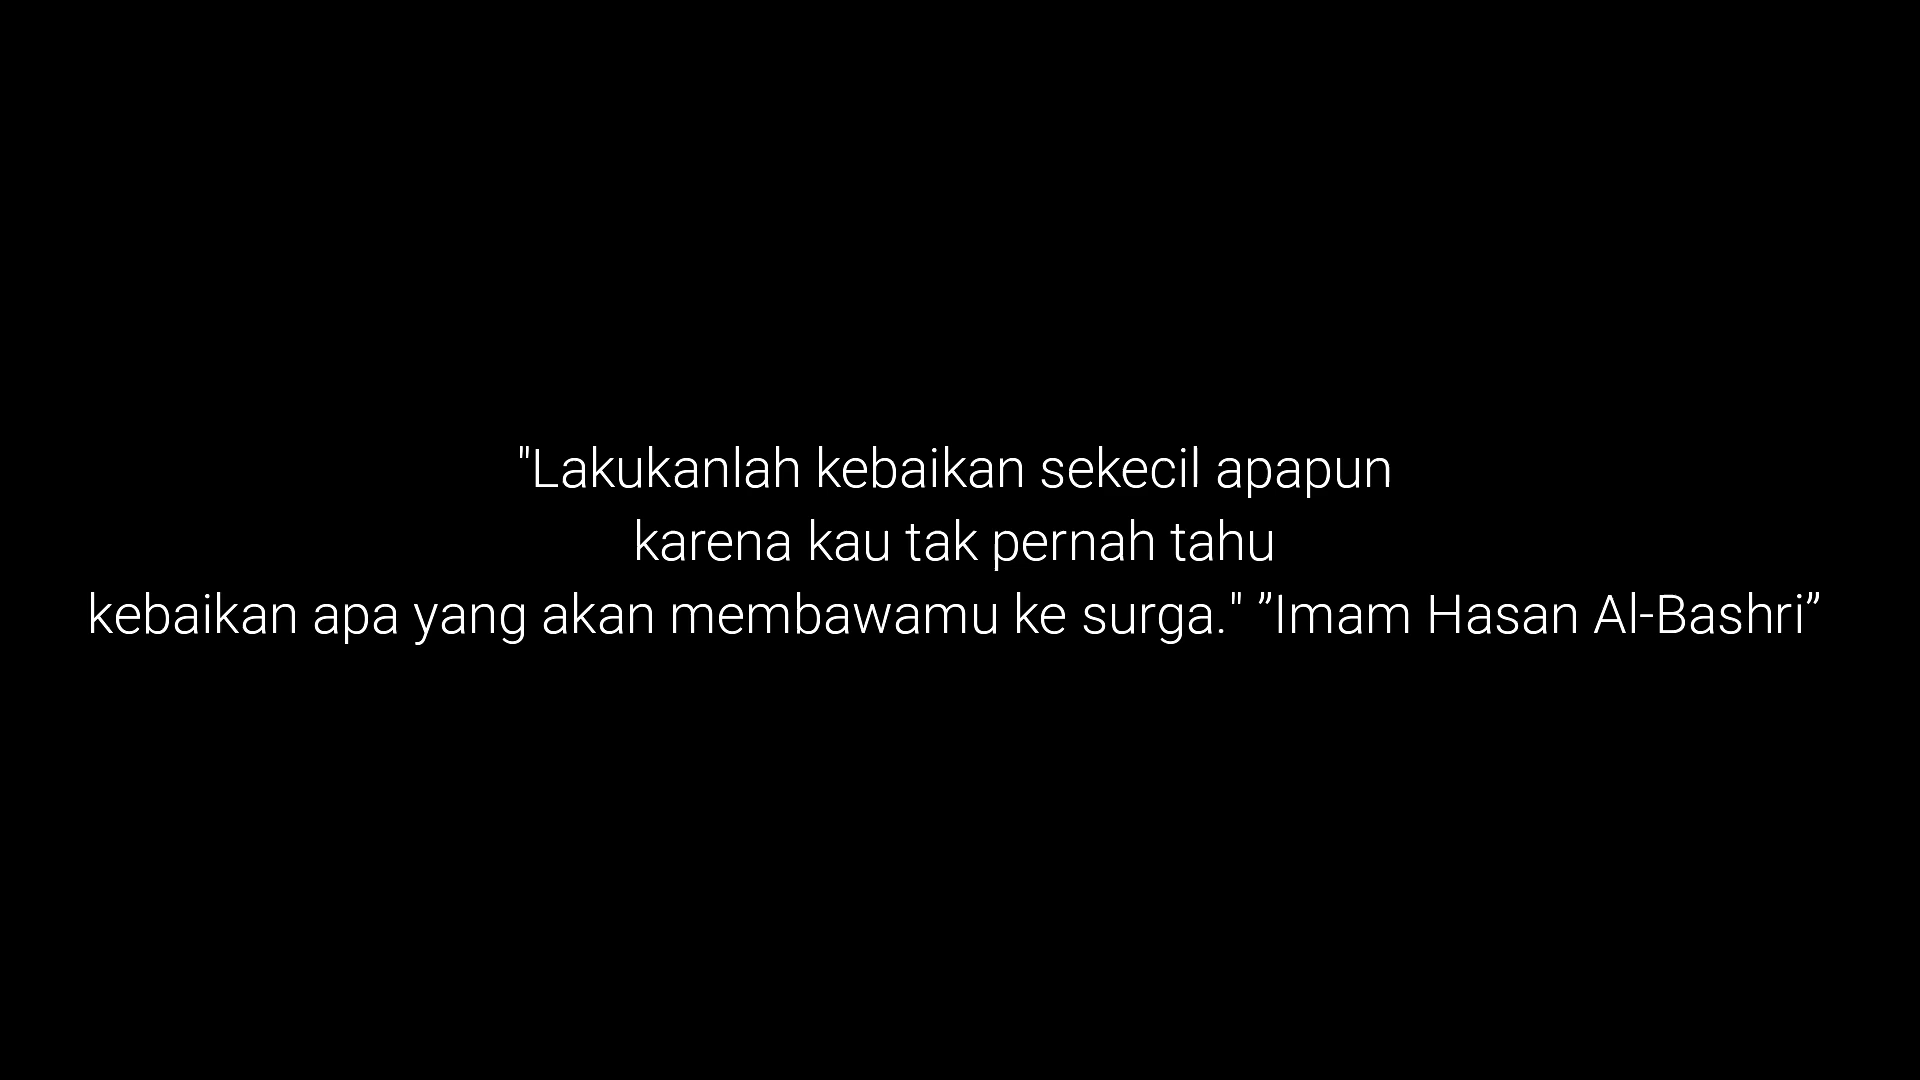 "Lakukanlah kebaikan sekecil apapun
karena kau tak pernah tahu
kebaikan apa yang akan membawamu ke surga." ”Imam Hasan Al-Bashri”